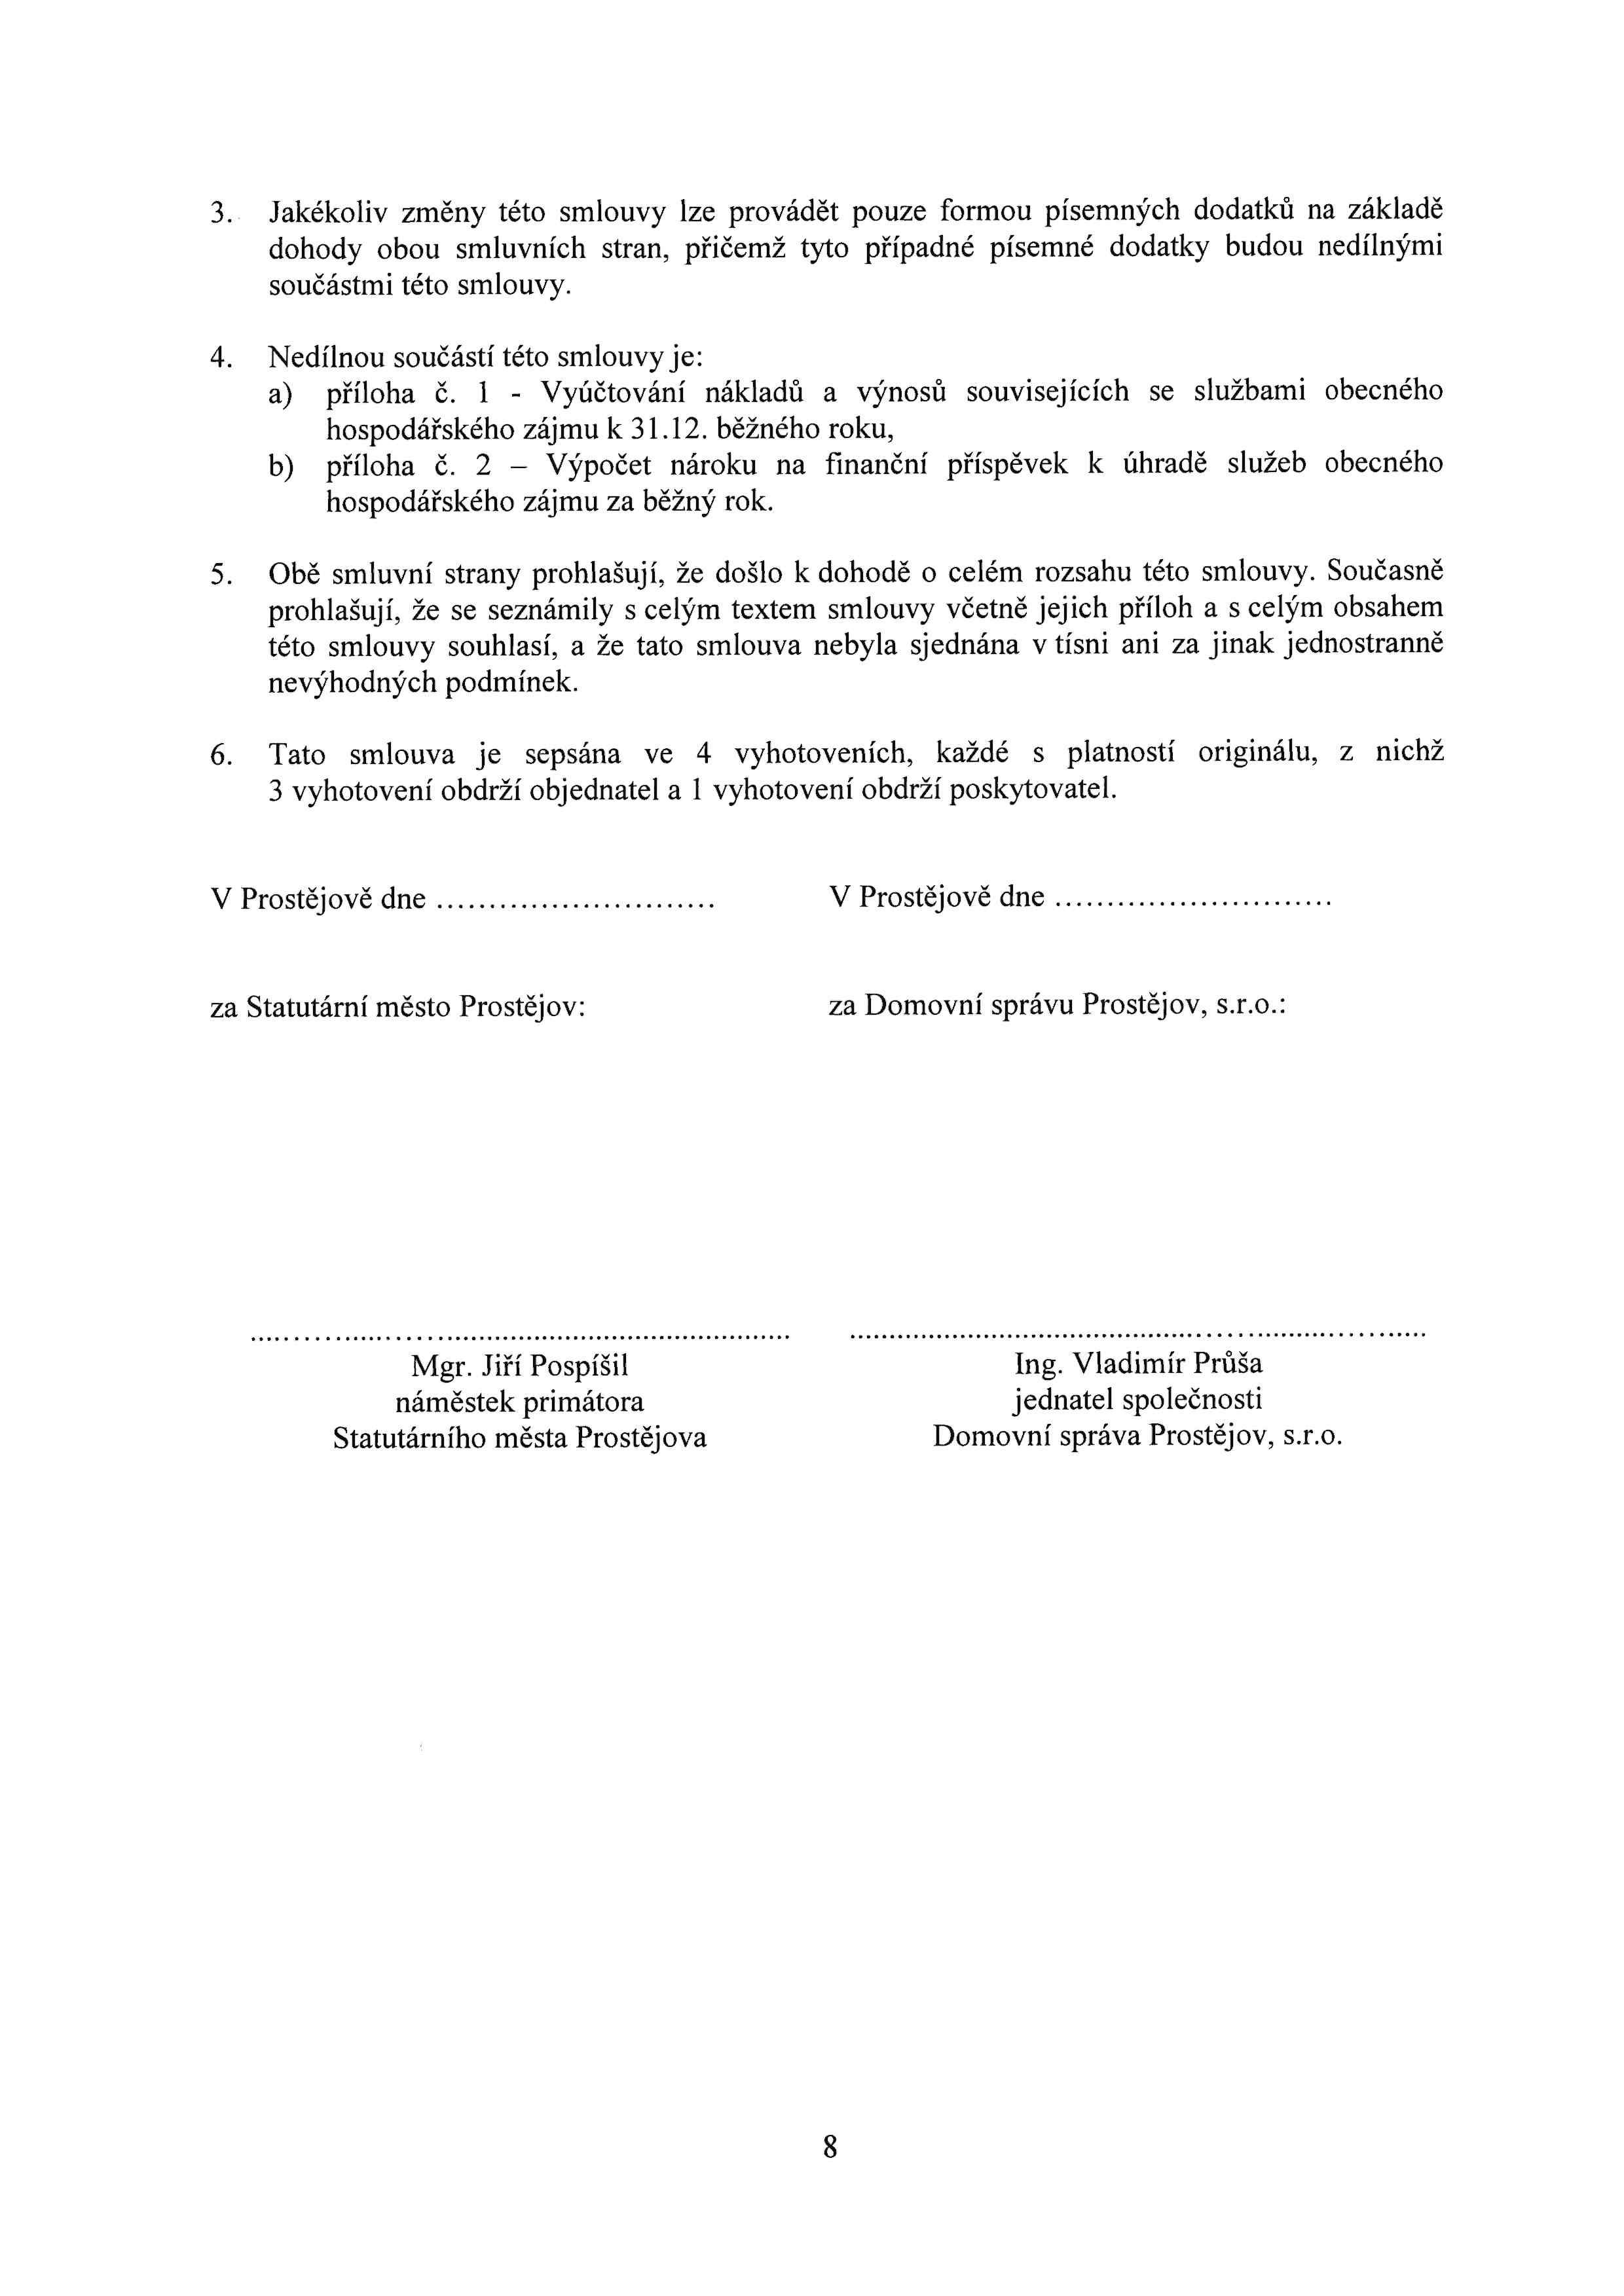 3. Jakékoliv změny této smlouvy lze provádět pouze formou písemných dodatků na základě
dohody obou smluvních stran, přičemž tyto případné písemné dodatky budou nedílnými
součástmi této smlouvy.
4. Nedílnou součástí této smlouvy je:
a) příloha č. 1 - Vyúčtování nákladů a výnosů souvisejících se službami obecného
hospodářského zájmu k 31.12. běžného roku,
b) příloha č. 2 – Výpočet nároku na finanční příspěvek k úhradě služeb obecného
hospodářského zájmu za běžný rok.
5. Obě smluvní strany prohlašují, že došlo k dohodě o celém rozsahu této smlouvy. Současně
prohlašují, že se seznámily s celým textem smlouvy včetně jejich příloh a s celým obsahem
této smlouvy souhlasí, a že tato smlouva nebyla sjednána v tísni ani za jinak jednostranně
nevýhodných podmínek.
6. Tato smlouva je sepsána ve 4 vyhotoveních, každé s platností originálu, z nichž
3 vyhotovení obdrží objednatel a 1 vyhotovení obdrží poskytovatel.
V Prostějově dne ........................... V Prostějově dne ...........................
za Statutární město Prostějov: za Domovní správu Prostějov, s.r.o.:
Mgr. Jiří Pospíšil
náměstek primátora
Statutárního města Prostějova
Ing. Vladimír Průša
jednatel společnosti
Domovní správa Prostějov, s.r.o.
8